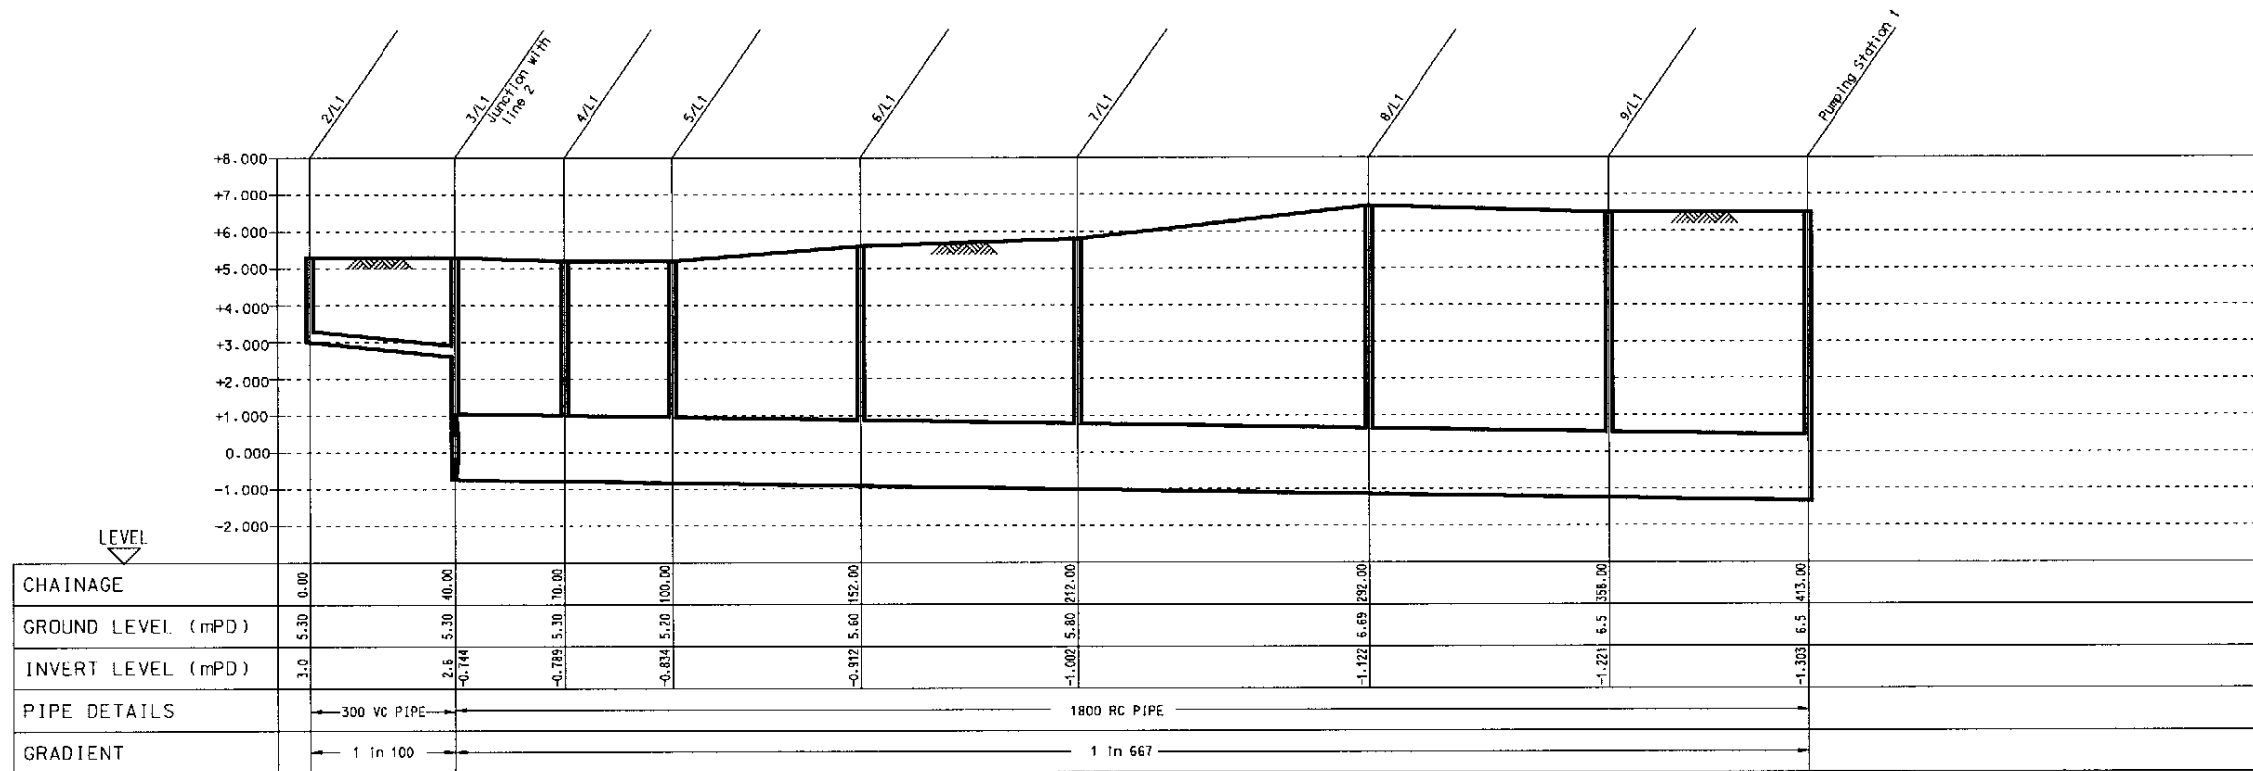 2/L1
3/L1
Junction with
line 2
4/L1
5/L1
6/L1
7/L1
8/L1
9/L1
Pumping Station 1
+8.000
+7.000
+6.000
+5.000
+4.000
+3.000
+2.000
+1.000
0.000
-1.000
-2.000
LEVEL
CHAINAGE 0.00 40.00 70.00 100.00 152.00 212.00 292.00 358.00 413.00
GROUND LEVEL (mPD) 5.30 5.30 5.30 5.20 5.60 5.80 6.69 6.5 6.5
INVERT LEVEL (mPD) 3.0 2.6 -0.744 -0.789 -0.834 -0.912 -1.002 -1.122 -1.221 -1.303
PIPE DETAILS 300 VC PIPE 1800 RC PIPE
GRADIENT 1 in 100 1 in 667